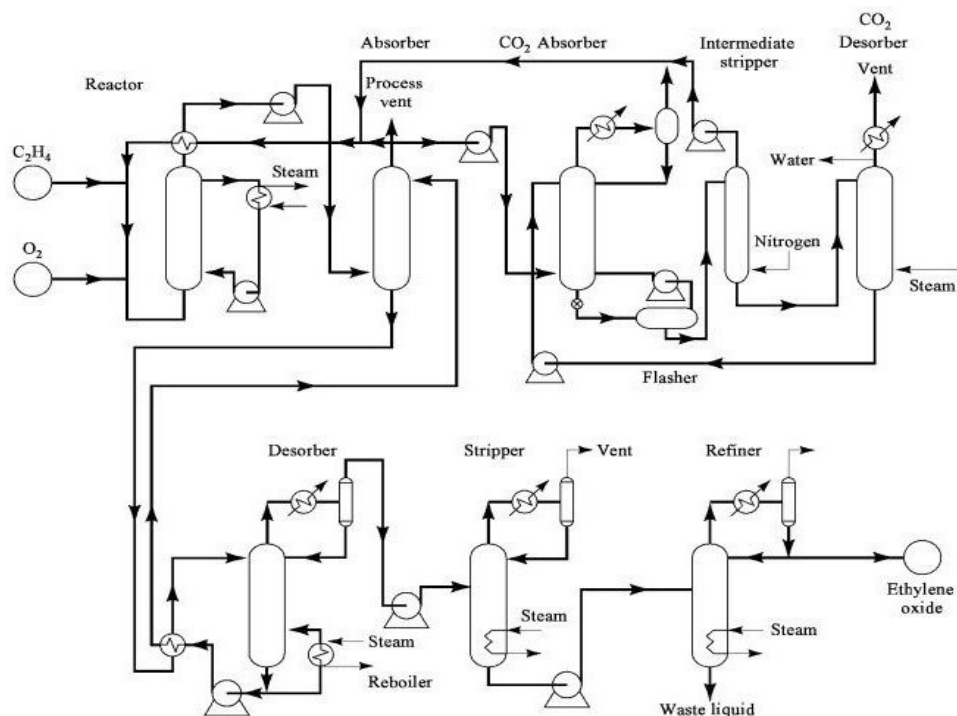 CO2
Absorber
CO2 Absorber
Intermediate
Desorber
stripper
Reactor
Process
vent
Vent
C2H4
Steam
Water
O2
Nitrogen
Steam
Flasher
Desorber
Stripper
Vent
Refiner
Ethylene
oxide
Steam
Steam
Steam
Reboiler
Waste liquid